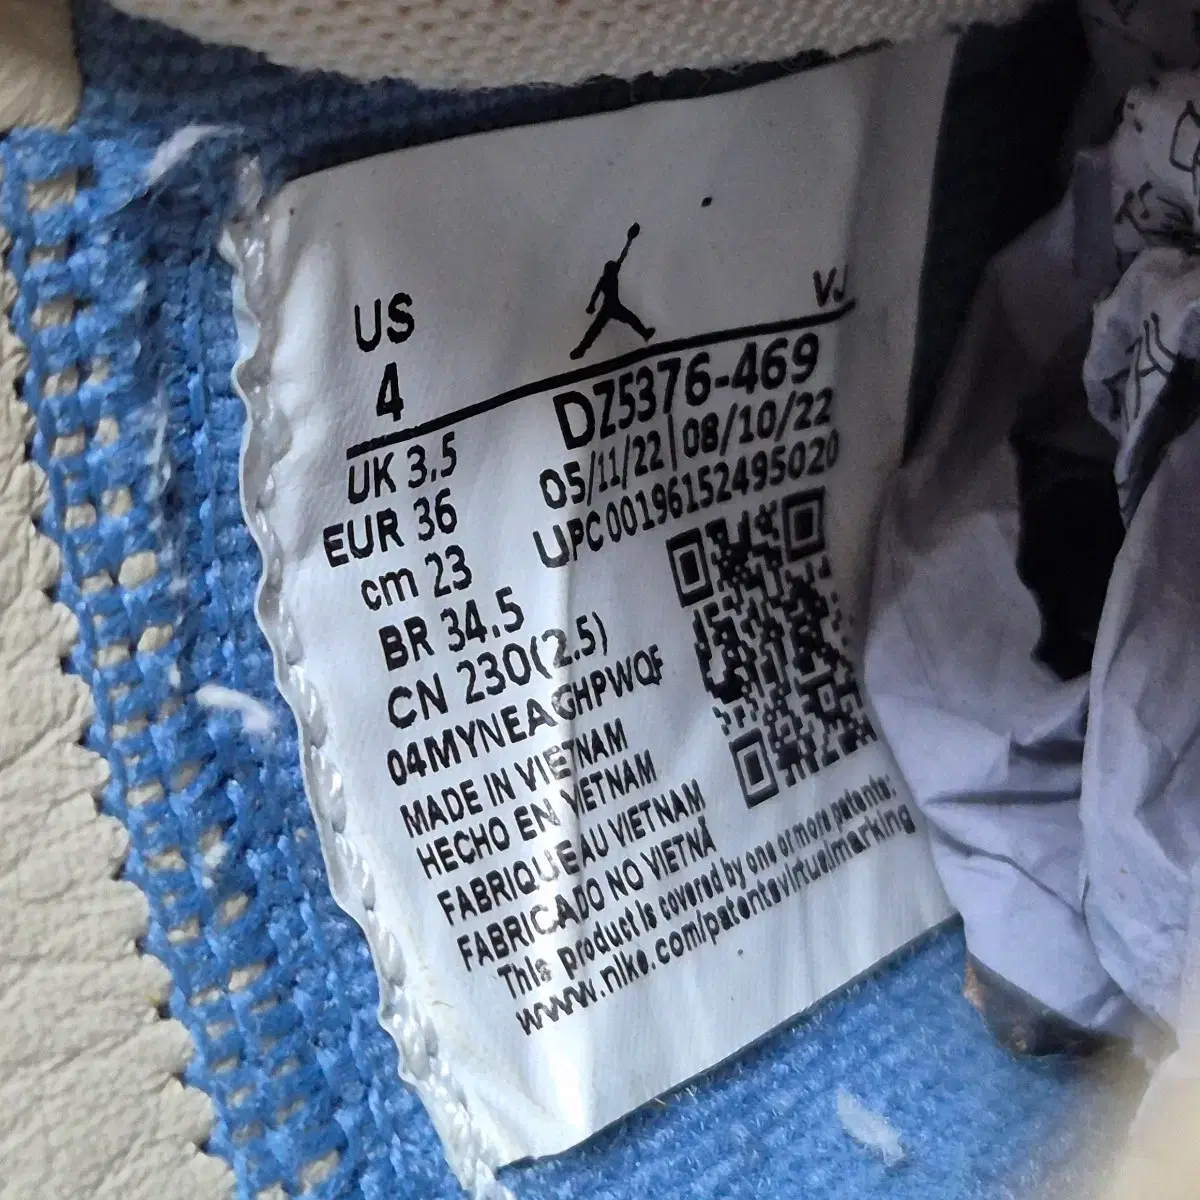 US
4
VJ
UK 3.5
EUR 36
cm 23
BR 34.5
CN 230(2.5)
DZ5376-469
05/11/22|08/10/22
UPC00196152495020
04MYNEAGHPWQF
MADE IN VIETNAM
HECHO EN VIETNAM
FABRIQUE AU VIETNAM
FABRICADO NO VIETNÃ
This product is covered by one or more patents:
www.nike.com/patentsvirtualmarking